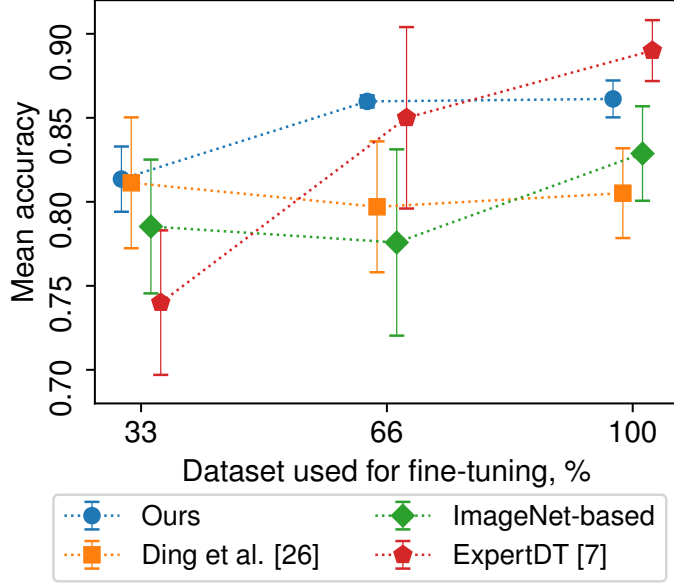 Mean accuracy
0.90
0.85
0.80
0.75
0.70
33 66 100
Dataset used for fine-tuning, %
Ours ImageNet-based
Ding et al. [26] ExpertDT [7]